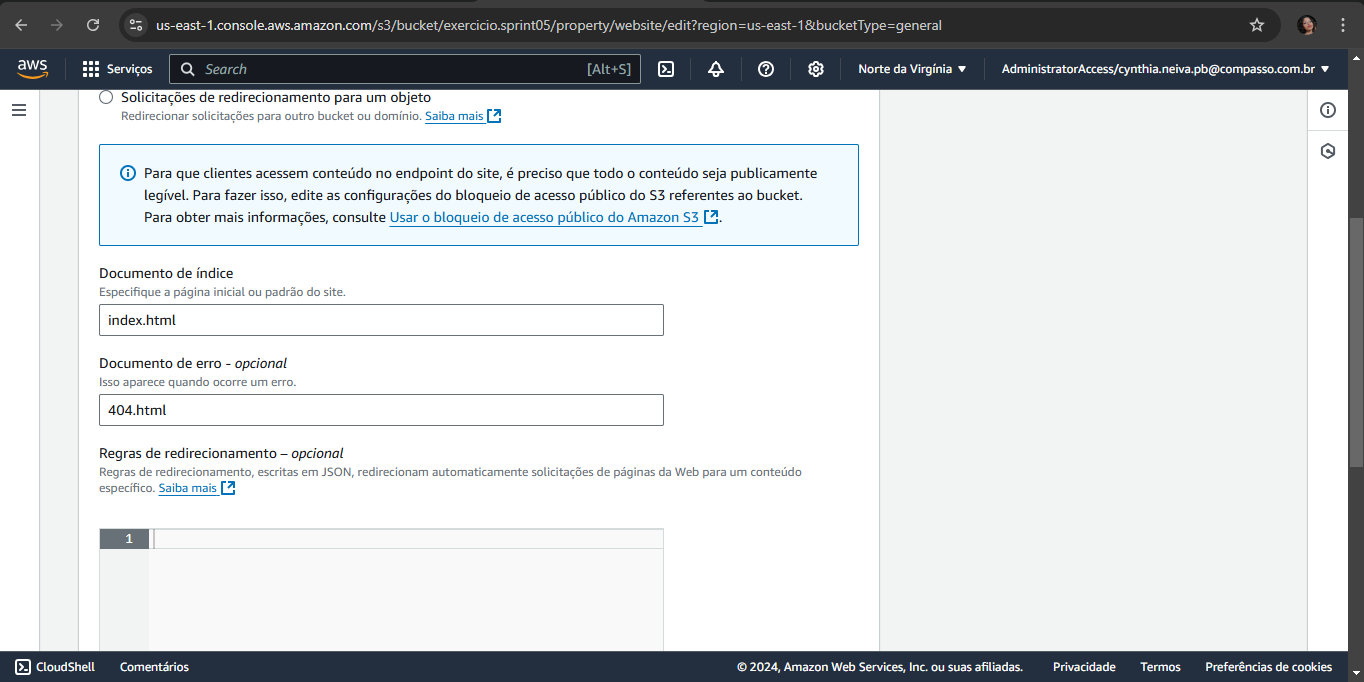 us-east-1.console.aws.amazon.com/s3/bucket/exercicio.sprint05/property/website/edit?region=us-east-1&bucketType=general
aws
Serviços
Search
[Alt+S]
Norte da Virgínia
AdministratorAccess/cynthia.neiva.pb@compasso.com.br
Solicitações de redirecionamento para um objeto
Redirecionar solicitações para outro bucket ou domínio. Saiba mais
Para que clientes acessem conteúdo no endpoint do site, é preciso que todo o conteúdo seja publicamente
legível. Para fazer isso, edite as configurações do bloqueio de acesso público do S3 referentes ao bucket.
Para obter mais informações, consulte Usar o bloqueio de acesso público do Amazon S3.
Documento de índice
Especifique a página inicial ou padrão do site.
index.html
Documento de erro - opcional
Isso aparece quando ocorre um erro.
404.html
Regras de redirecionamento – opcional
Regras de redirecionamento, escritas em JSON, redirecionam automaticamente solicitações de páginas da Web para um conteúdo
específico. Saiba mais
1
CloudShell
Comentários
© 2024, Amazon Web Services, Inc. ou suas afiliadas.
Privacidade
Termos
Preferências de cookies